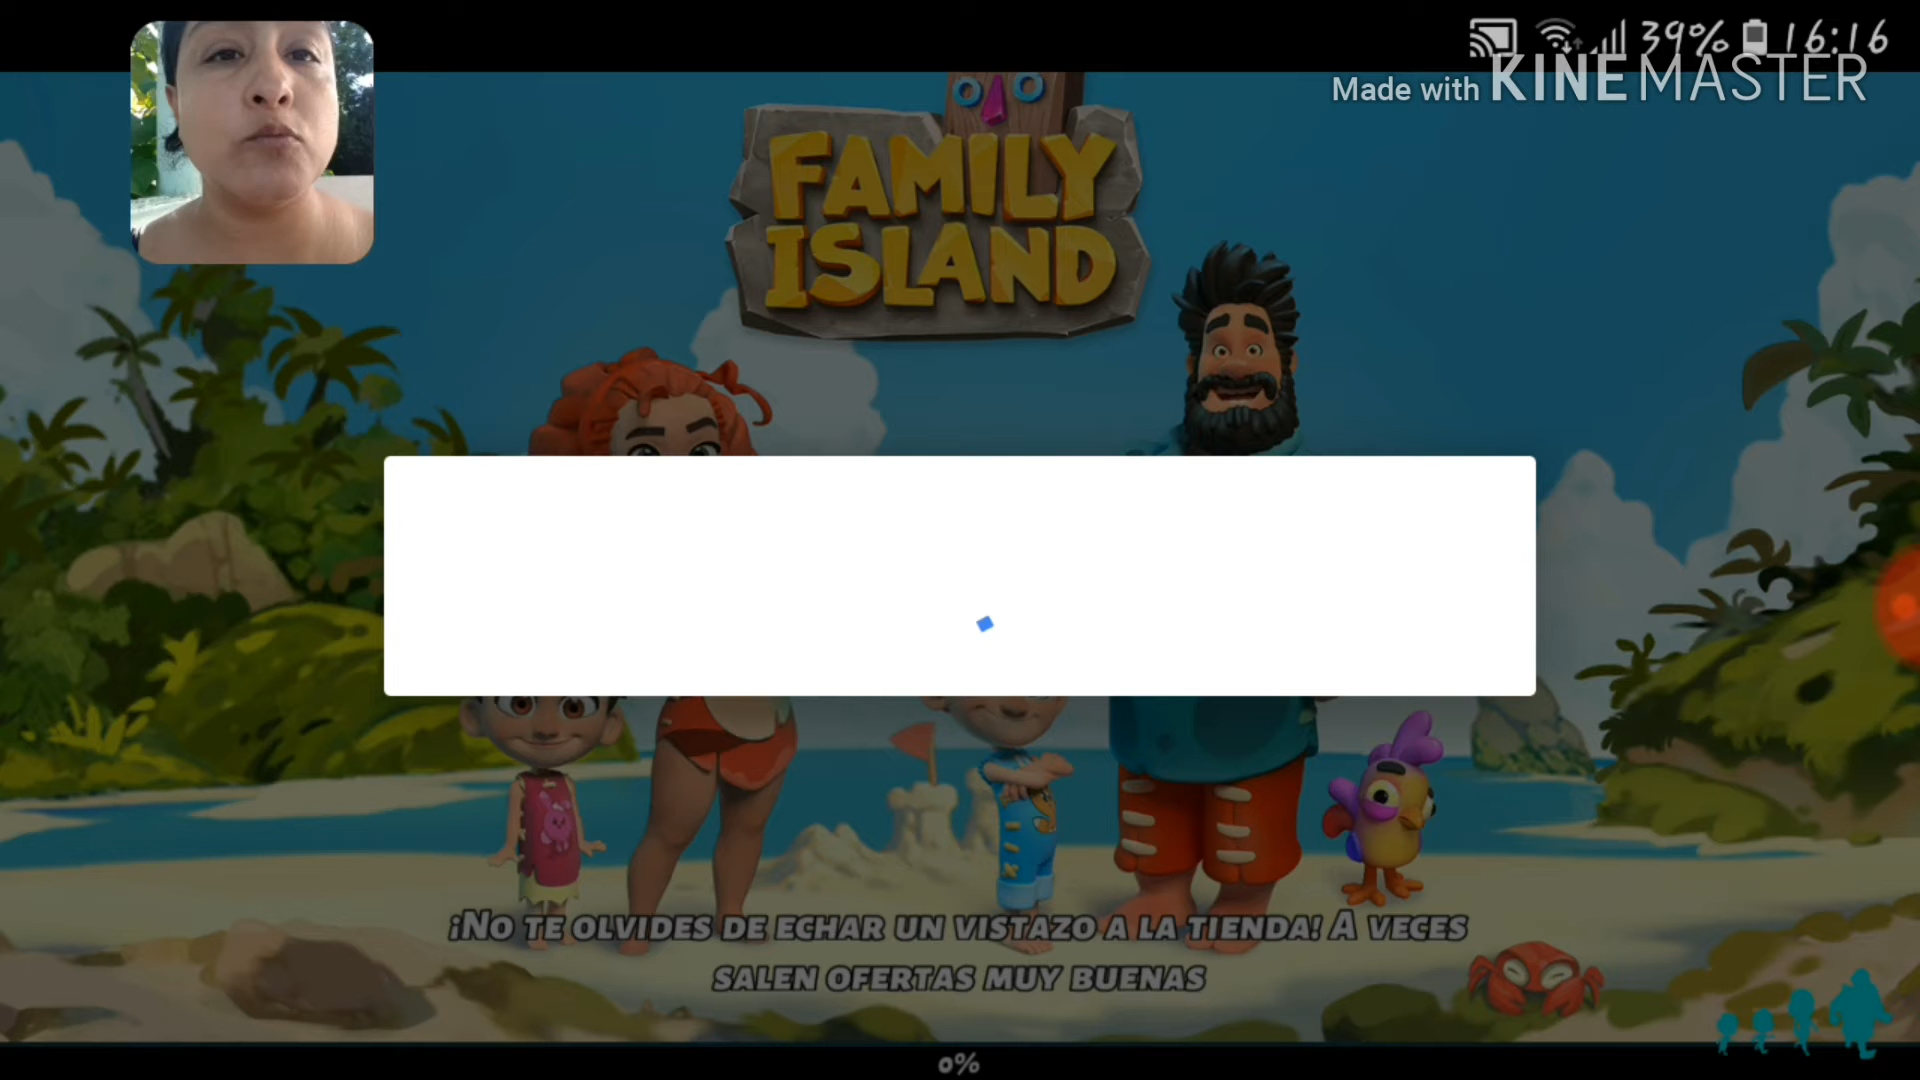 39% 16:16
Made with KINEMASTER
FAMILY
ISLAND
¡NO TE OLVIDES DE ECHAR UN VISTAZO A LA TIENDA! A VECES
SALEN OFERTAS MUY BUENAS
0%